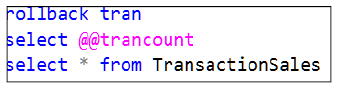 rollback tran
select @@trancount
select * from TransactionSales